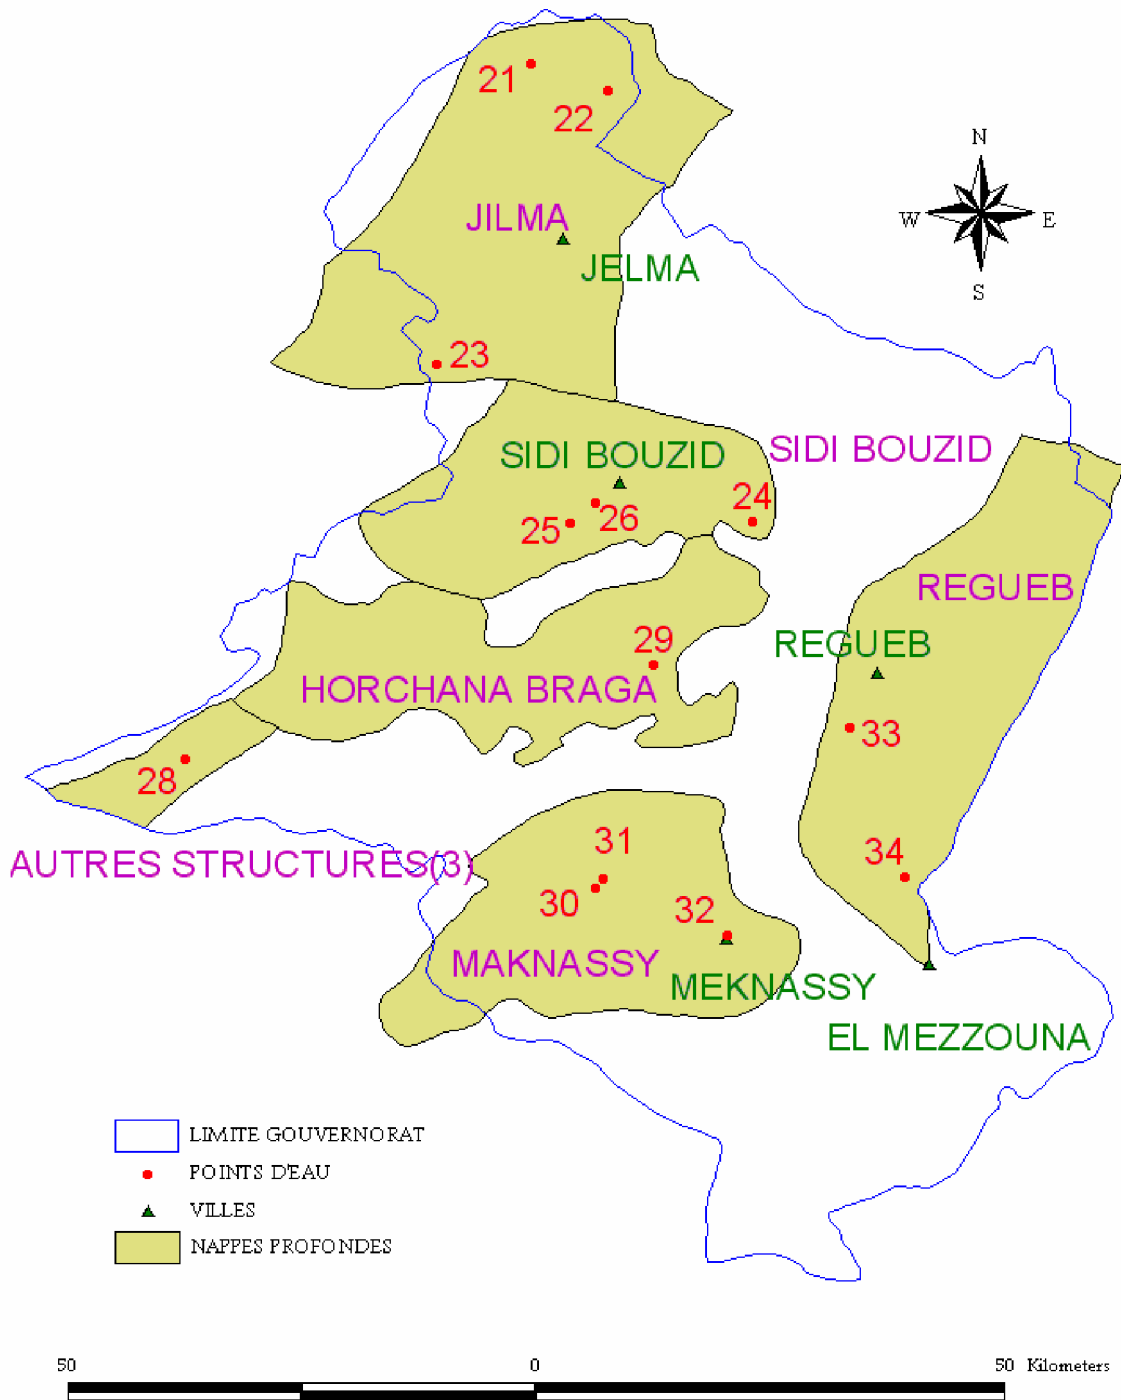 21
22
N
W
E
S
JILMA
JELMA
23
SIDI BOUZID
SIDI BOUZID
24
25
26
REGUEB
REGUEB
29
HORCHANA BRAGA
33
28
31
34
AUTRES STRUCTURES(3)
30
32
MAKNASSY
MEKNASSY
EL MEZZOUNA
LIMITE GOUVERNORAT
POINTS D'EAU
VILLES
NAPPES PROFONDES
50 0 50 Kilometers